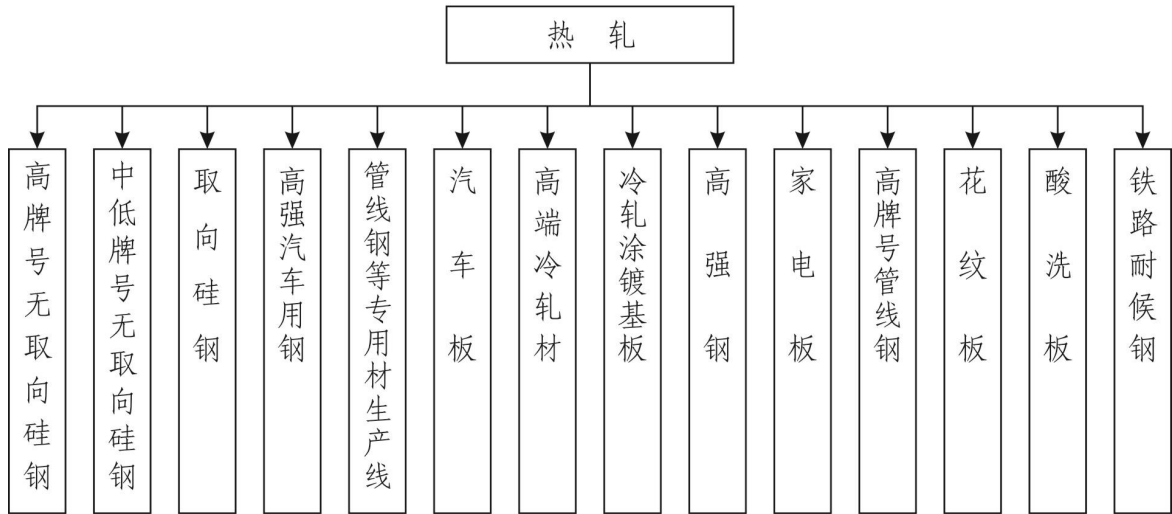 热轧
高牌号无取向硅钢
中低牌号无取向硅钢
取向硅钢
高强汽车用钢
管线钢等专用材生产线
汽车板
高端冷轧材
冷轧涂镀基板
高强钢
家电板
高牌号管线钢
花纹板
酸洗板
铁路耐候钢